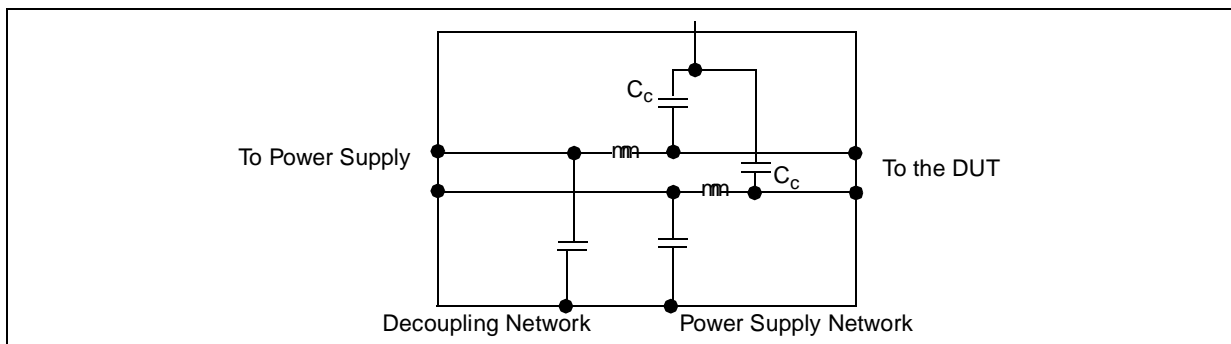 Cc
To Power Supply
To the DUT
Cc
Decoupling Network
Power Supply Network